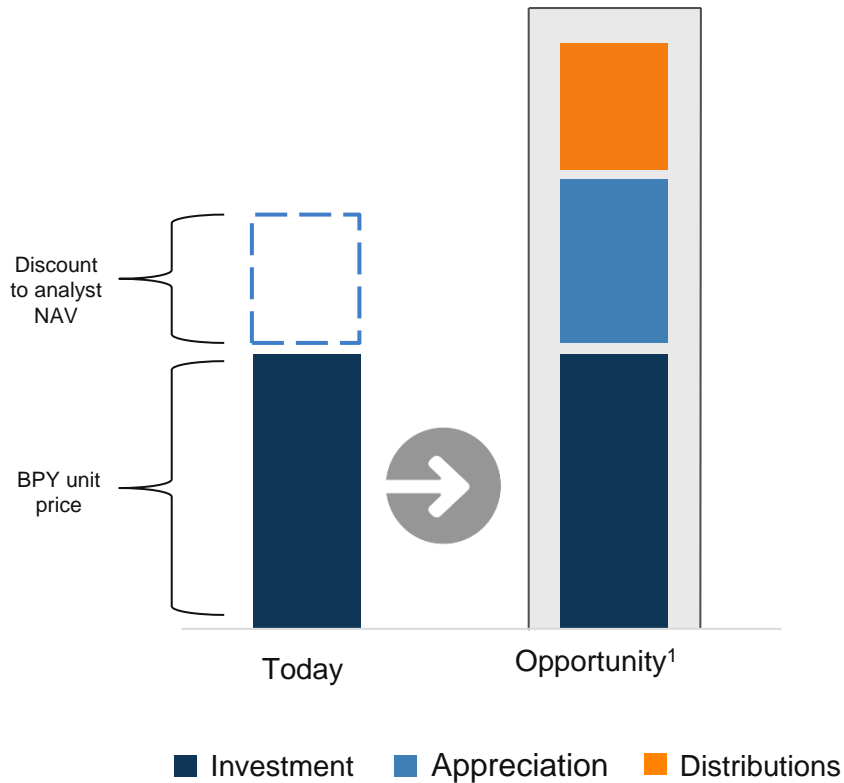 Discount
to analyst
NAV
BPY unit
price
Today
Opportunity¹
Investment
Appreciation
Distributions